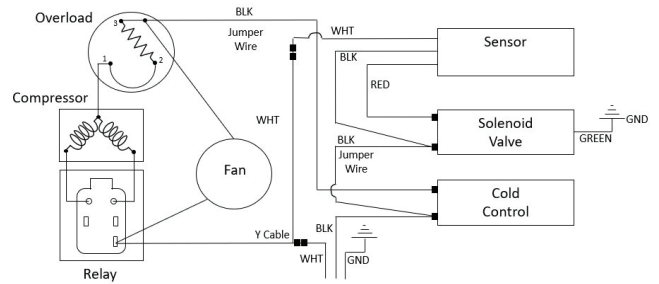 Overload
BLK
Jumper
Wire
WHT
Sensor
3
1
2
BLK
RED
Compressor
WHT
Solenoid
Valve
GND
GREEN
BLK
Jumper
Wire
Fan
Cold
Control
Y Cable
BLK
WHT
GND
Relay